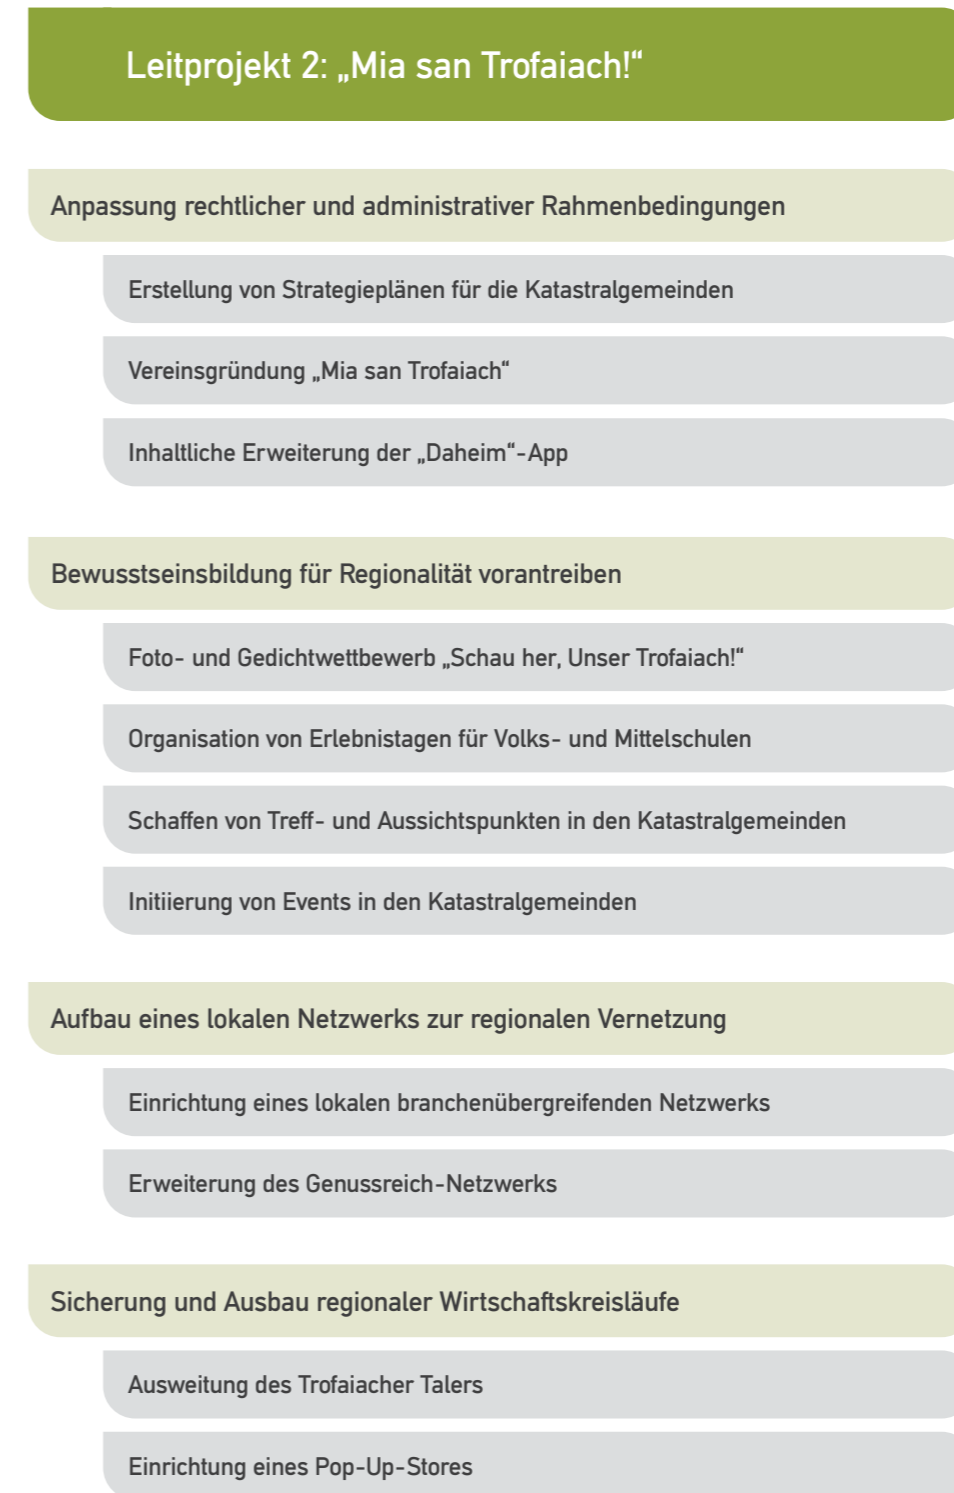 Leitprojekt 2: „Mia san Trofaiach!“
Anpassung rechtlicher und administrativer Rahmenbedingungen
Erstellung von Strategieplänen für die Katastralgemeinden
Vereinsgründung „Mia san Trofaiach“
Inhaltliche Erweiterung der „Daheim“-App
Bewusstseinsbildung für Regionalität vorantreiben
Foto- und Gedichtwettbewerb „Schau her, Unser Trofaiach!“
Organisation von Erlebnistagen für Volks- und Mittelschulen
Schaffen von Treff- und Aussichtspunkten in den Katastralgemeinden
Initiierung von Events in den Katastralgemeinden
Aufbau eines lokalen Netzwerks zur regionalen Vernetzung
Einrichtung eines lokalen branchenübergreifenden Netzwerks
Erweiterung des Genussreich-Netzwerks
Sicherung und Ausbau regionaler Wirtschaftskreisläufe
Ausweitung des Trofaiacher Talers
Einrichtung eines Pop-Up-Stores